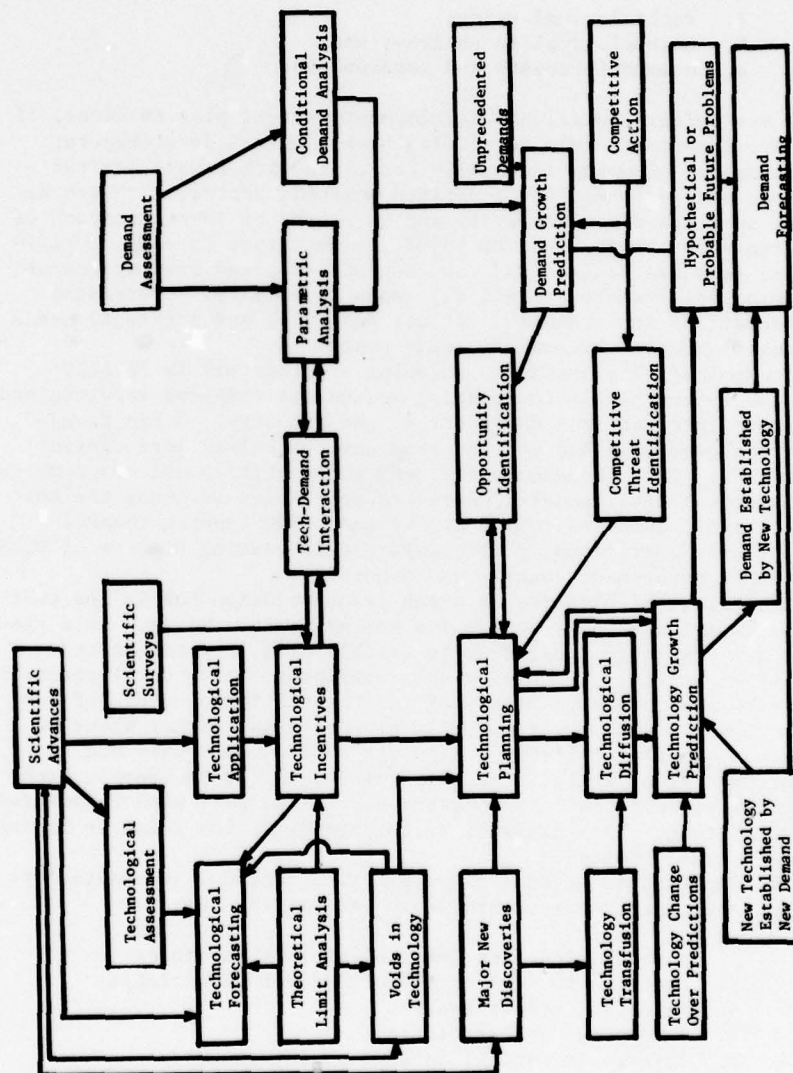 Scientific
Advances
Demand
Assessment
Technological
Assessment
Technological
Application
Scientific
Surveys
Technological
Forecasting
Technological
Incentives
Tech-Demand
Interaction
Parametric
Analysis
Conditional
Demand Analysis
Theoretical
Limit Analysis
Voids in
Technology
Major New
Discoveries
Technological
Planning
Opportunity
Identification
Demand Growth
Prediction
Unprecedented
Demands
Competitive
Threat
Identification
Competitive
Action
Technology
Transfusion
Technological
Diffusion
Technology Change
Over Predictions
Technology Growth
Prediction
Hypothetical or
Probable Future Problems
New Technology
Established by
New Demand
Demand Established
by New Technology
Demand
Forecasting